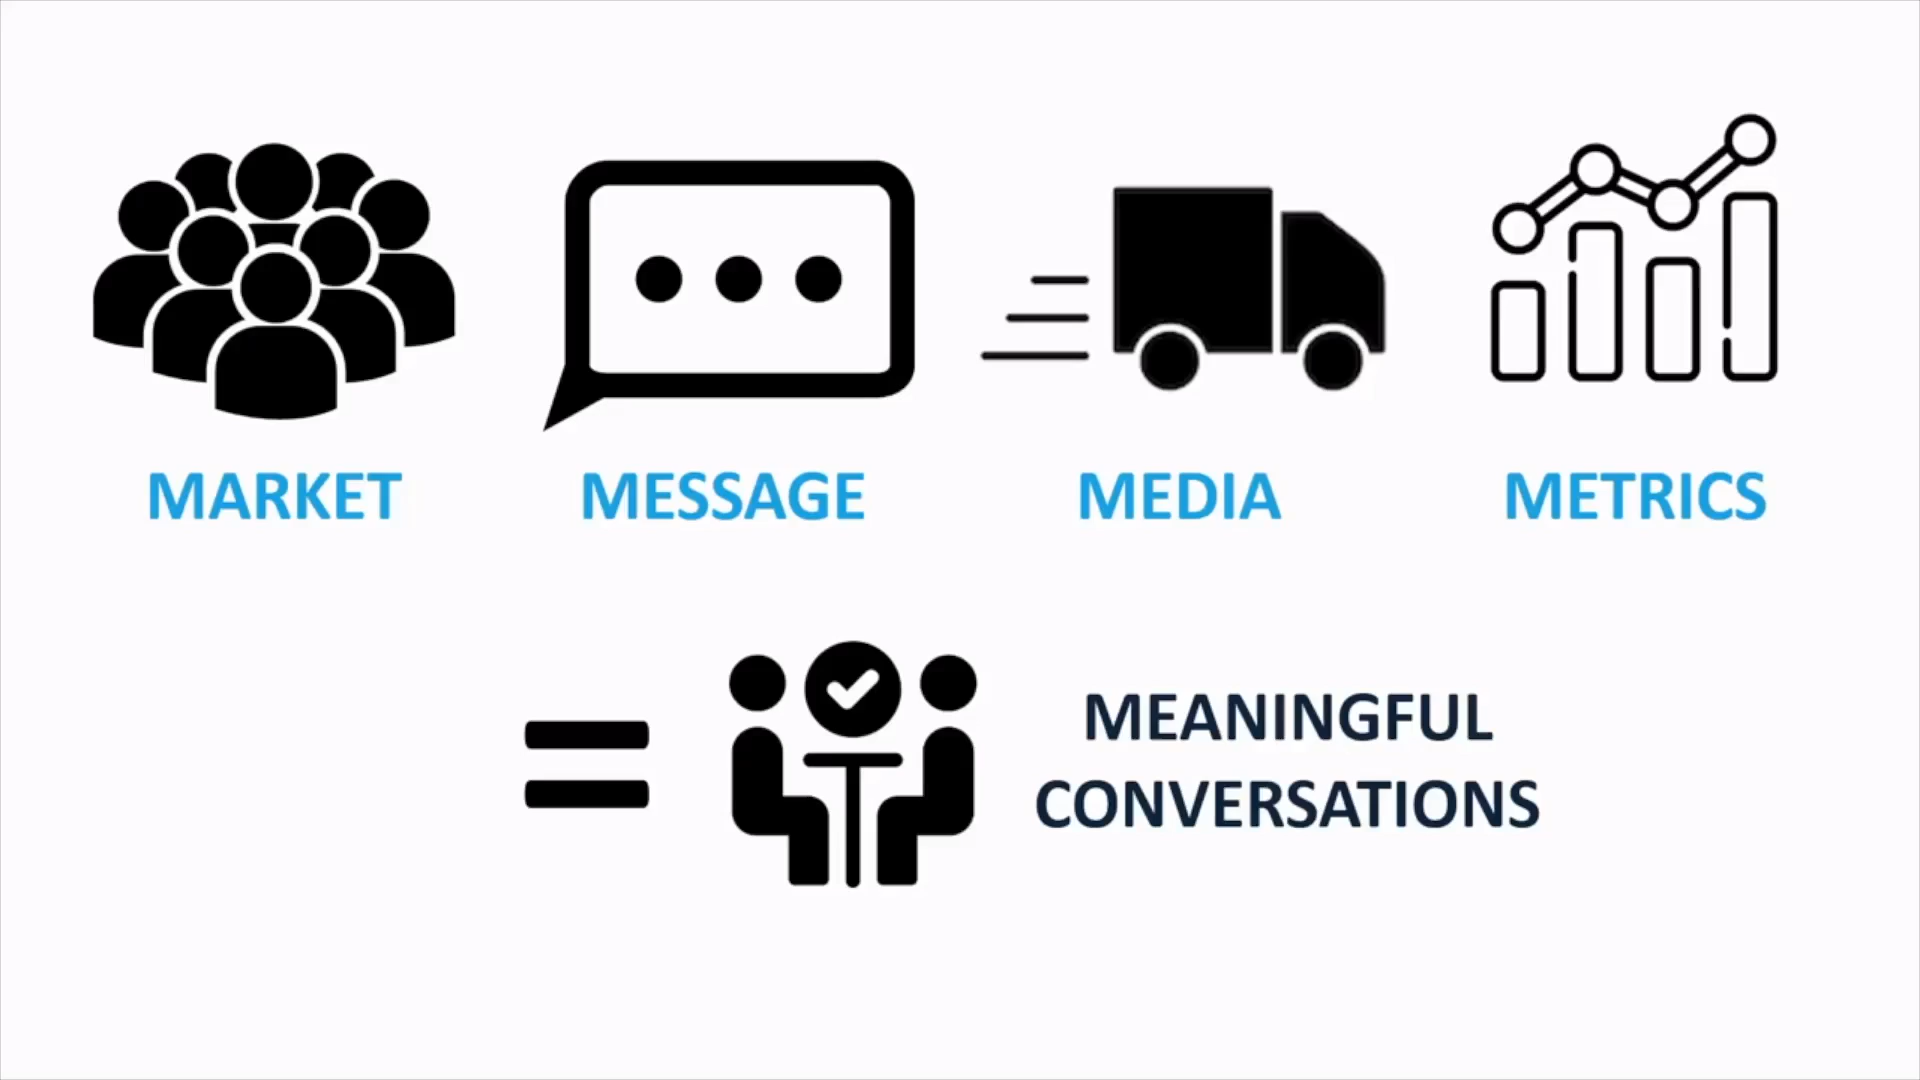 MARKET
MESSAGE
MEDIA
METRICS
=
MEANINGFUL
CONVERSATIONS